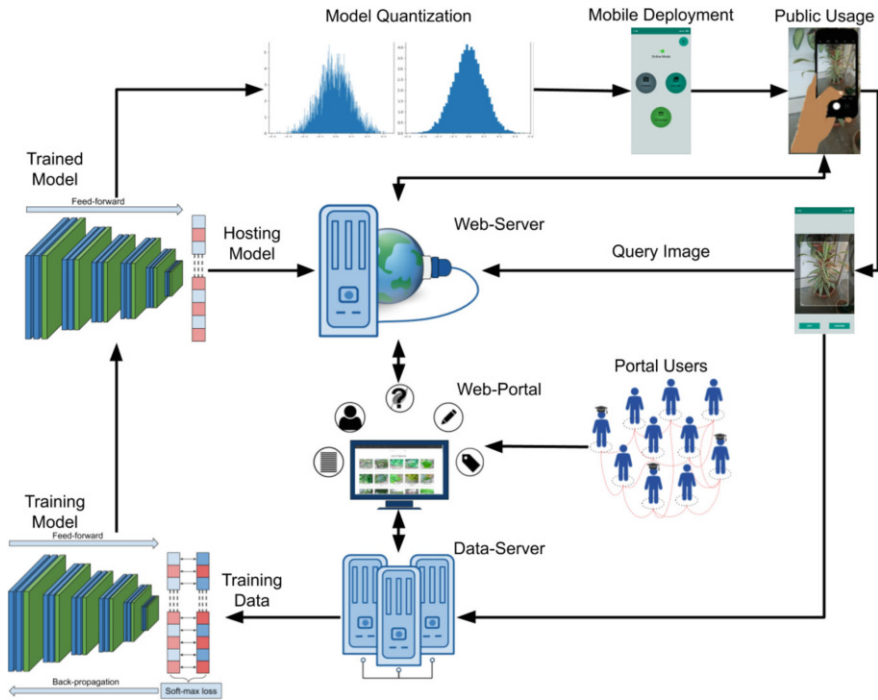 Model Quantization
Mobile Deployment
Public Usage
Trained
Model
Feed-forward
Hosting
Model
Web-Server
Query Image
Web-Portal
Portal Users
?
Training
Model
Feed-forward
Training
Data
Data-Server
Back-propagation
Soft-max loss